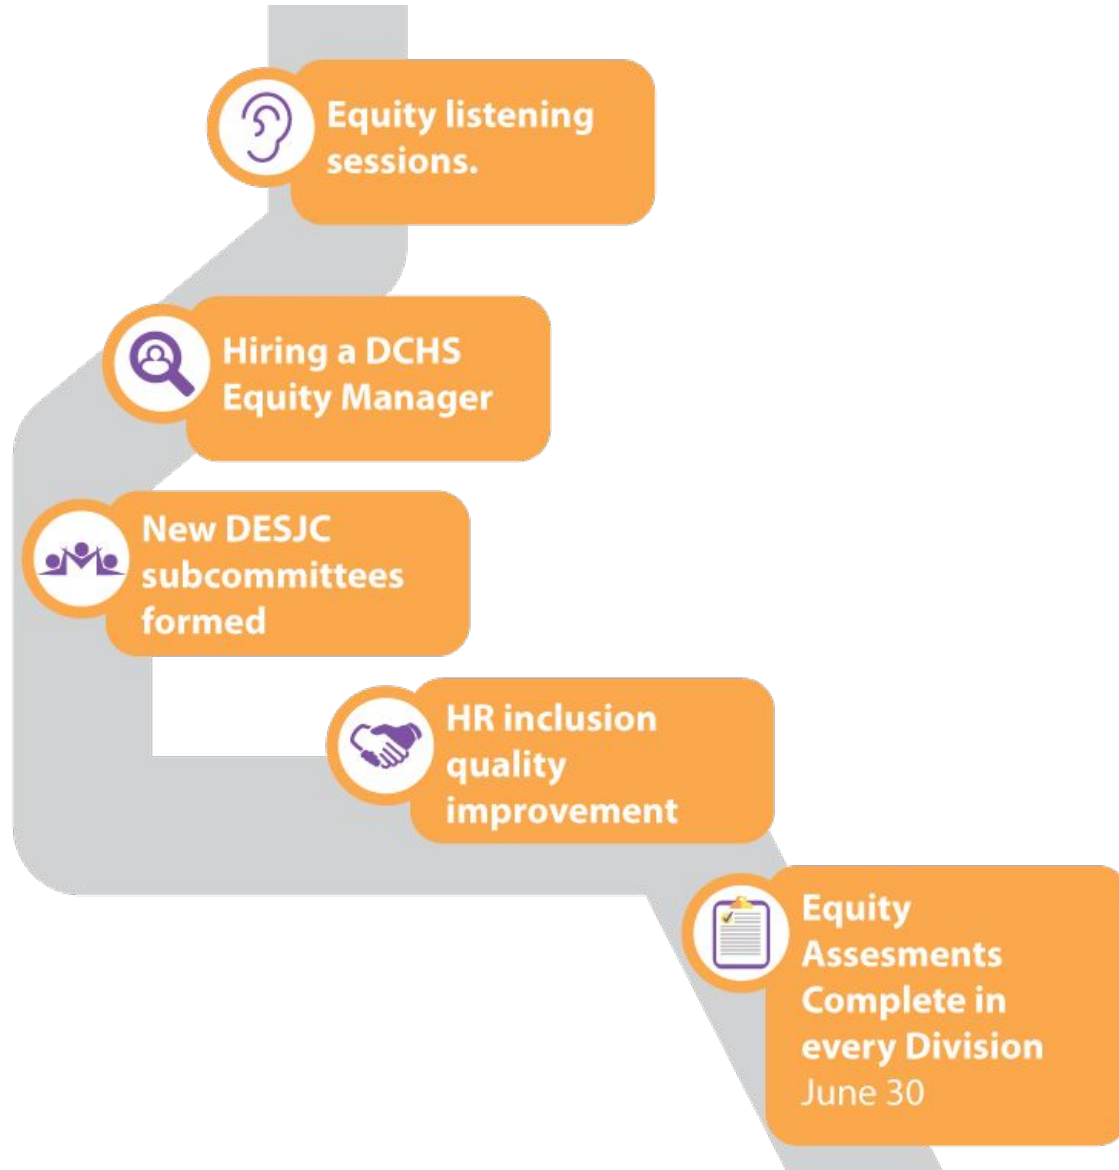 Equity listening
sessions.
Hiring a DCHS
Equity Manager
New DESJC
subcommittees
formed
HR inclusion
quality
improvement
Equity
Assesments
Complete in
every Division
June 30